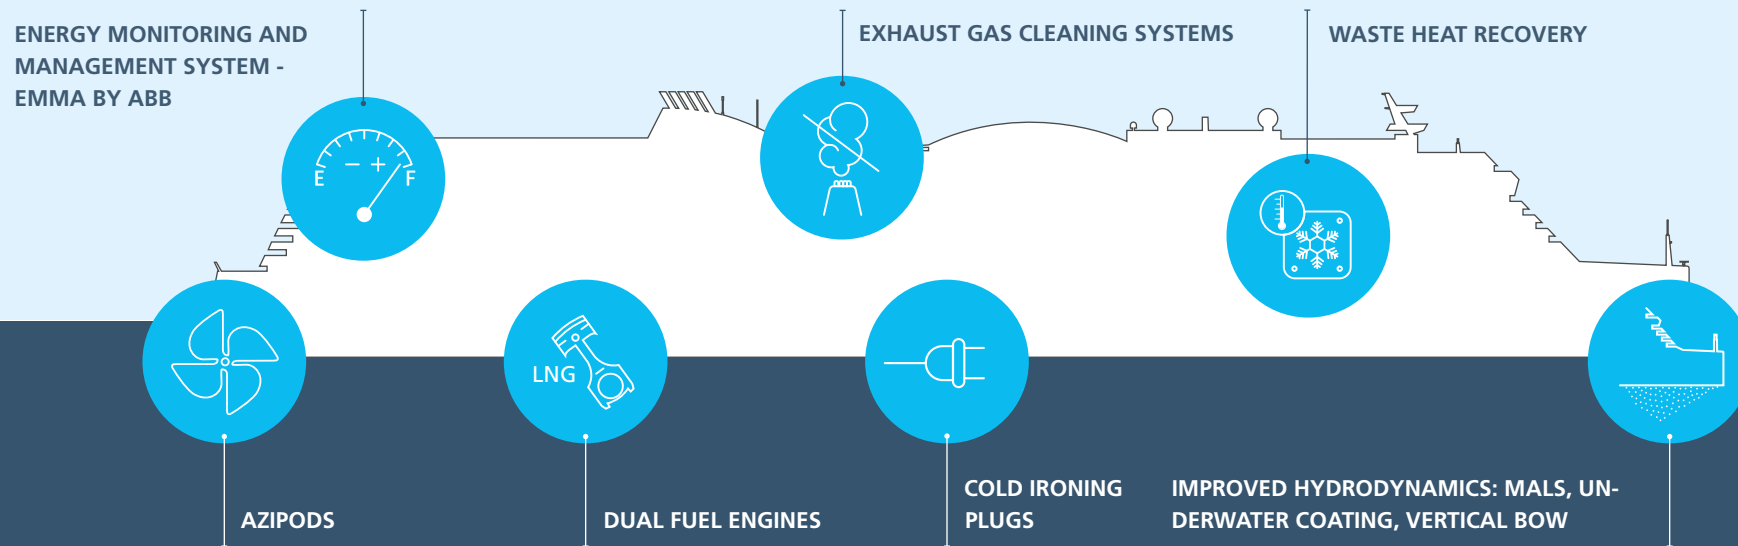 ENERGY MONITORING AND
MANAGEMENT SYSTEM -
EMMA BY ABB
EXHAUST GAS CLEANING SYSTEMS
WASTE HEAT RECOVERY
E - + F
LNG
AZIPODS
DUAL FUEL ENGINES
COLD IRONING
PLUGS
IMPROVED HYDRODYNAMICS: MALS, UN-
DERWATER COATING, VERTICAL BOW